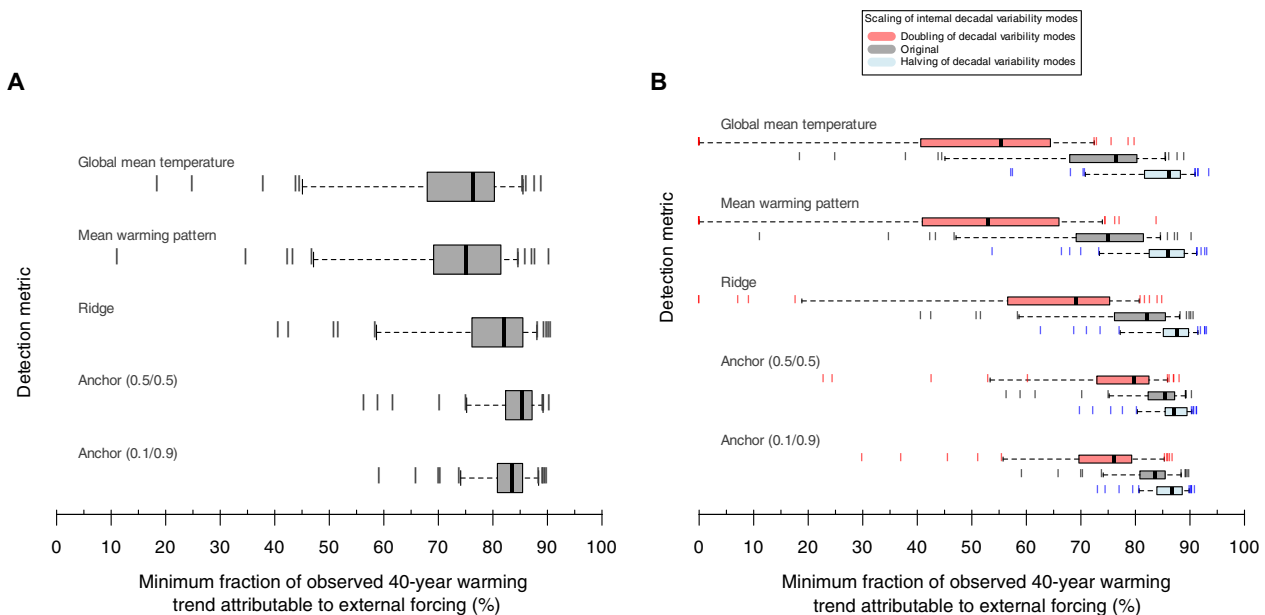 A
Global mean temperature
Mean warming pattern
Ridge
Anchor (0.5/0.5)
Anchor (0.1/0.9)
Detection metric
0 10 20 30 40 50 60 70 80 90 100
Minimum fraction of observed 40-year warming
trend attributable to external forcing (%)
Scaling of internal decadal variability modes
Doubling of decadal varibility modes
Original
Halving of decadal variability modes
B
Global mean temperature
Mean warming pattern
Ridge
Anchor (0.5/0.5)
Anchor (0.1/0.9)
Detection metric
0 10 20 30 40 50 60 70 80 90 100
Minimum fraction of observed 40-year warming
trend attributable to external forcing (%)